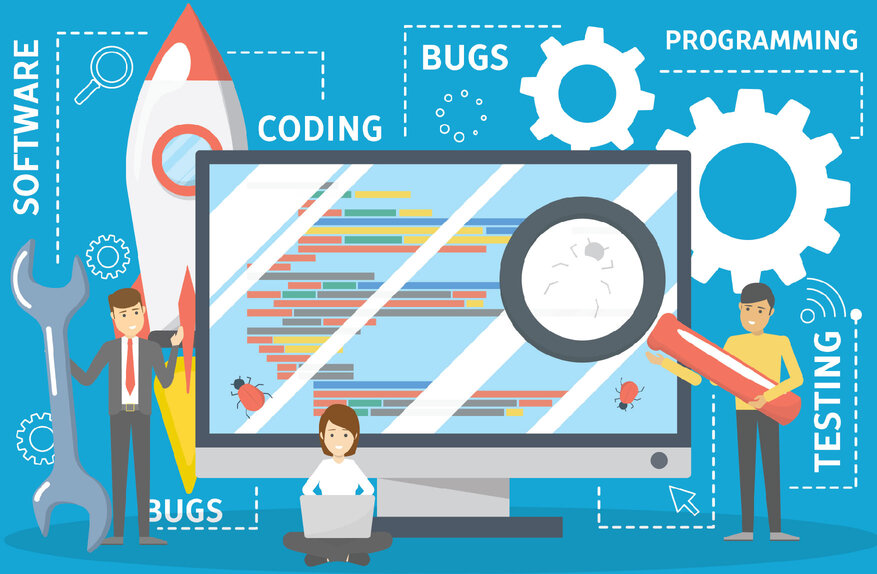 SOFTWARE
CODING
BUGS
PROGRAMMING
TESTING
BUGS